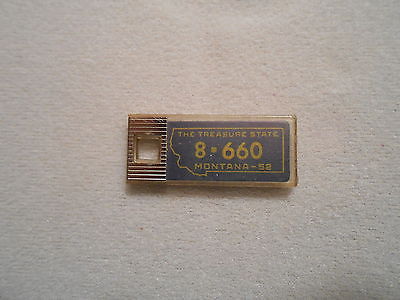 THE TREASURE STATE
8·660
MONTANA-52